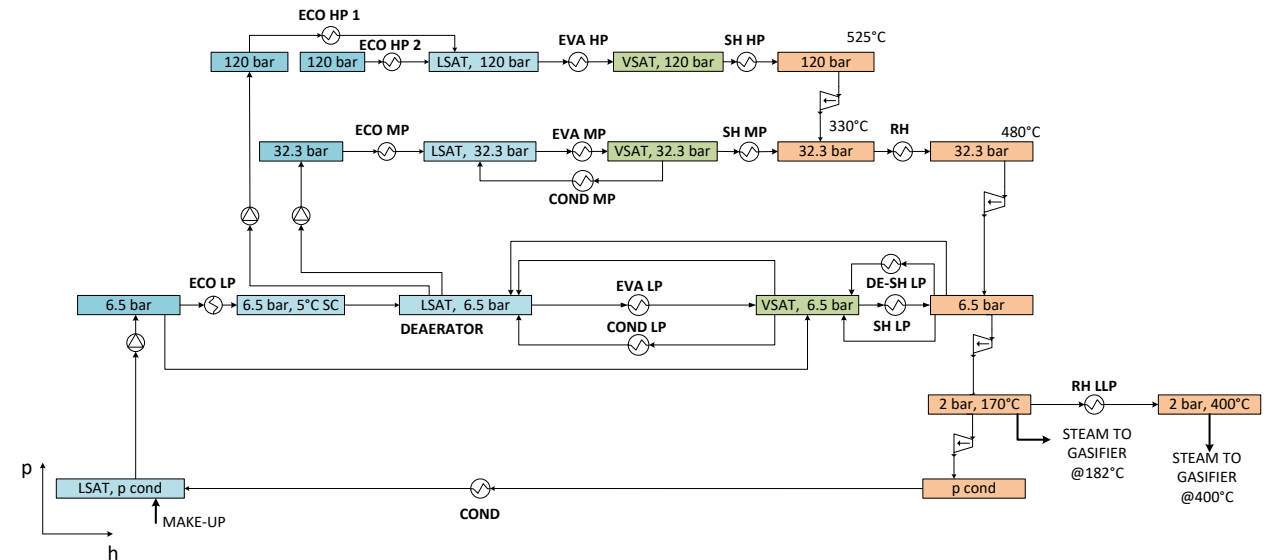 ECO HP 1
525°C
ECO HP 2
EVA HP
SH HP
120 bar
120 bar
LSAT, 120 bar
VSAT, 120 bar
120 bar
330°C
RH
480°C
ECO MP
EVA MP
SH MP
32.3 bar
LSAT, 32.3 bar
VSAT, 32.3 bar
32.3 bar
32.3 bar
COND MP
ECO LP
EVA LP
DE-SH LP
6.5 bar
6.5 bar, 5°C SC
LSAT, 6.5 bar
VSAT, 6.5 bar
6.5 bar
SH LP
DEAERATOR
COND LP
RH LLP
2 bar, 170°C
2 bar, 400°C
STEAM TO
GASIFIER
@182°C
STEAM TO
GASIFIER
@400°C
p
LSAT, p cond
p cond
COND
MAKE-UP
h